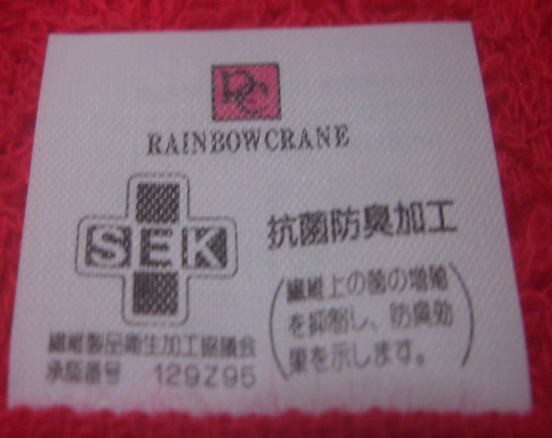 RC
RAINBOWCRANE
SEK
抗菌防臭加工
繊維上の菌の増殖
を抑制し、防臭効
果を示します。
繊維製品衛生加工協議会
承認番号 129Z95